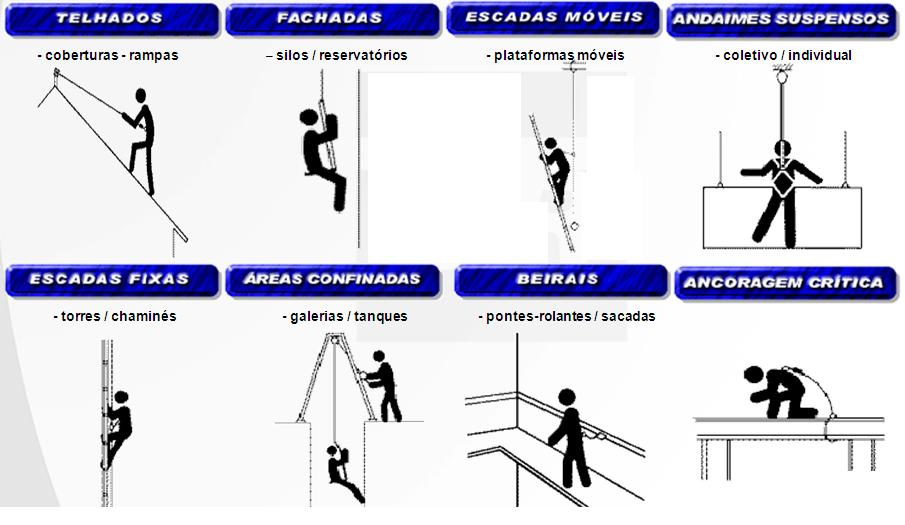 TELHADOS
FACHADAS
ESCADAS MÓVEIS
ANDAIMES SUSPENSOS
- coberturas - rampas
– silos / reservatórios
- plataformas móveis
- coletivo / individual
ESCADAS FIXAS
ÁREAS CONFINADAS
BEIRAIS
ANCORAGEM CRÍTICA
- torres / chaminés
- galerias / tanques
- pontes-rolantes / sacadas